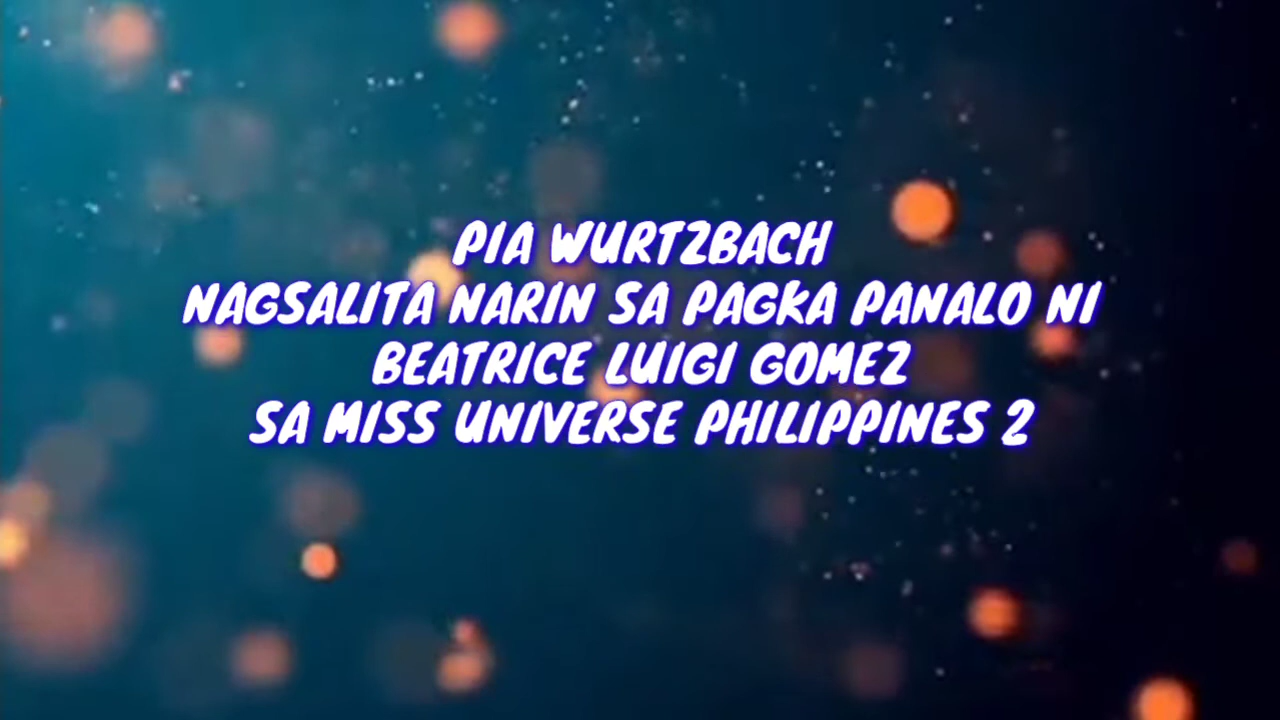 PIA WURTZBACH
NAGSALITA NARIN SA PAGKA PANALO NI
BEATRICE LUIGI GOMEZ
SA MISS UNIVERSE PHILIPPINES 2